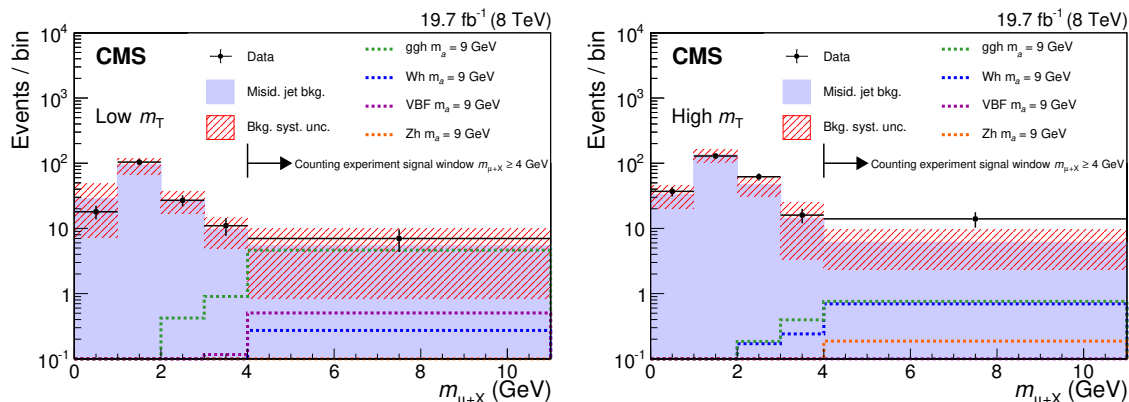 19.7 fb⁻¹ (8 TeV)
Events / bin
10⁴
10³
10²
10
1
10⁻¹
CMS
Low m_T
Data
Misid. jet bkg.
Bkg. syst. unc.
ggh mₐ = 9 GeV
Wh mₐ = 9 GeV
VBF mₐ = 9 GeV
Zh mₐ = 9 GeV
Counting experiment signal window m_μ+X ≥ 4 GeV
0 2 4 6 8 10
m_μ+X (GeV)
19.7 fb⁻¹ (8 TeV)
Events / bin
10⁴
10³
10²
10
1
10⁻¹
CMS
High m_T
Data
Misid. jet bkg.
Bkg. syst. unc.
ggh mₐ = 9 GeV
Wh mₐ = 9 GeV
VBF mₐ = 9 GeV
Zh mₐ = 9 GeV
Counting experiment signal window m_μ+X ≥ 4 GeV
0 2 4 6 8 10
m_μ+X (GeV)